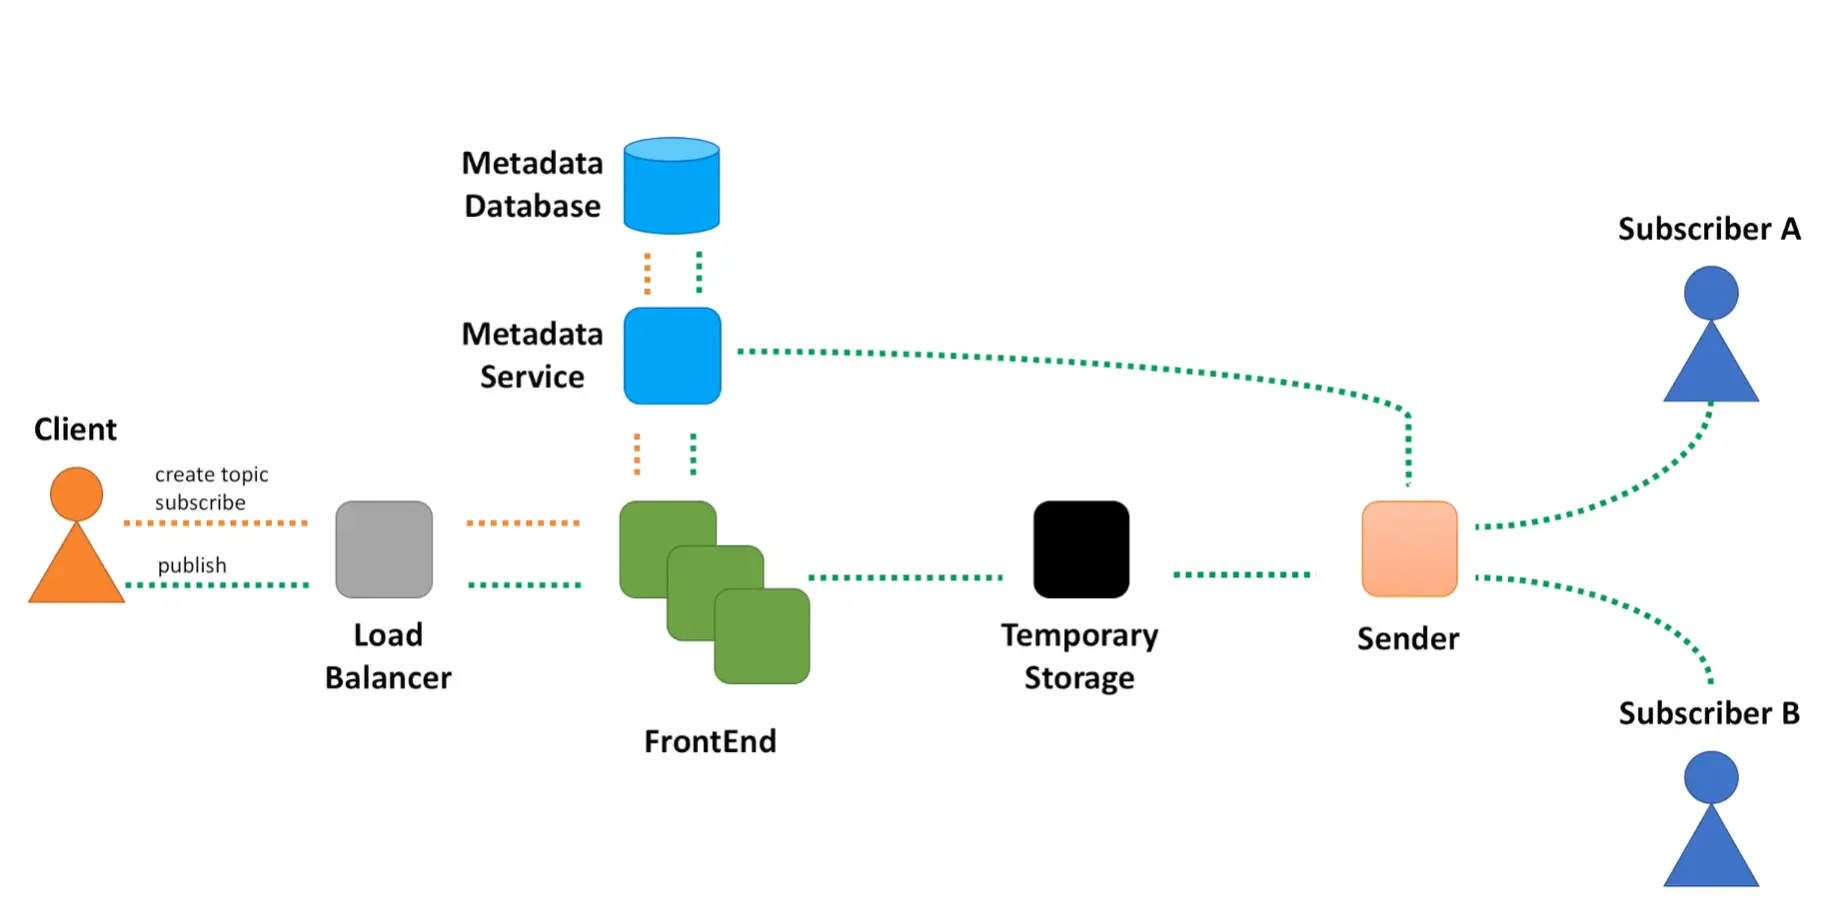 Metadata
Database
Subscriber A
Metadata
Service
Client
create topic
subscribe
publish
Load
Balancer
FrontEnd
Temporary
Storage
Sender
Subscriber B